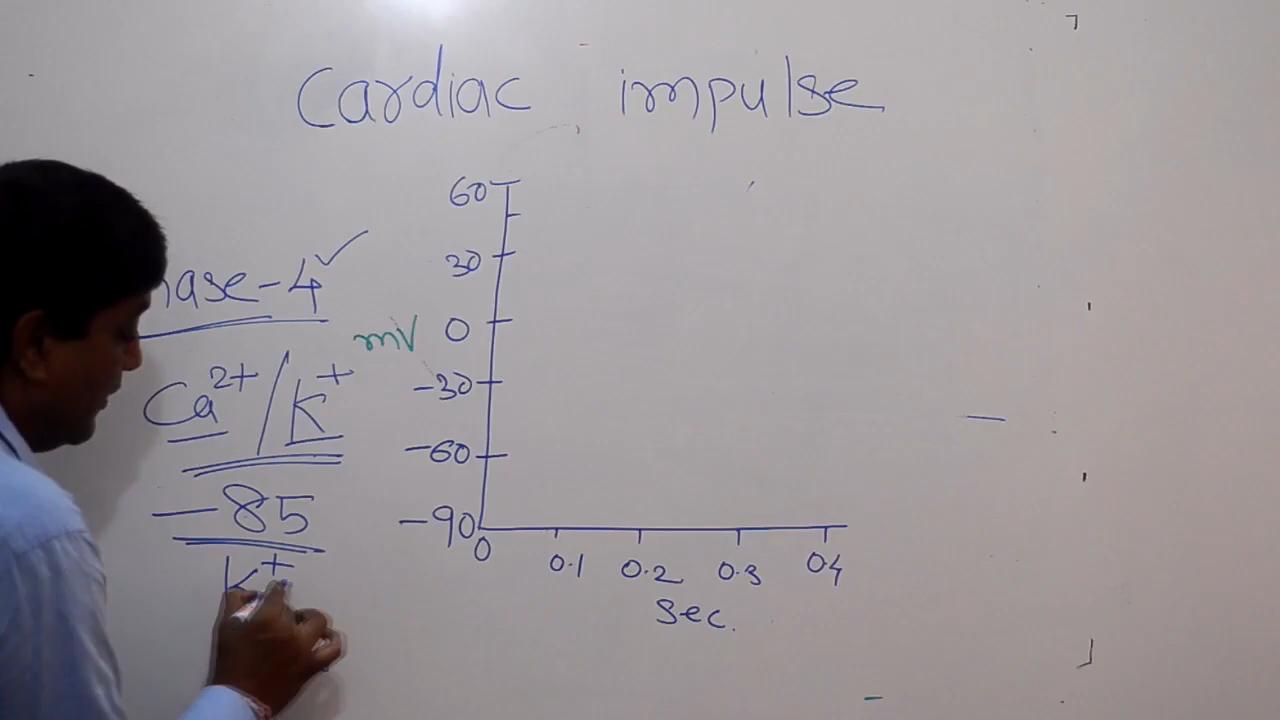 Cardiac impulse
60
30
hase-4
mV
0
Ca²⁺/K⁺
-30
-60
-85
-90
K⁺
0 0.1 0.2 0.3 0.4
Sec.